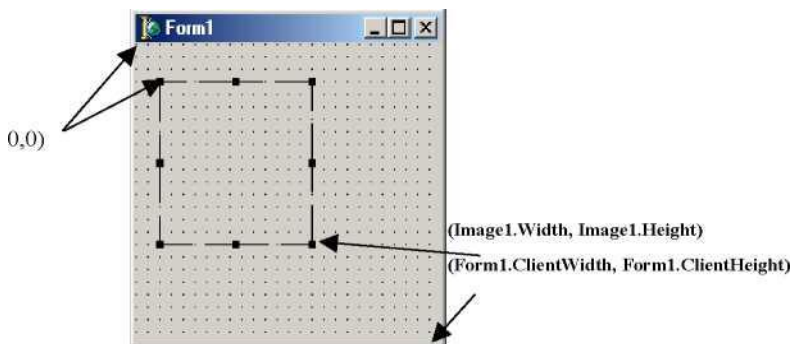 Form1
0,0)
(Image1.Width, Image1.Height)
(Form1.ClientWidth, Form1.ClientHeight)